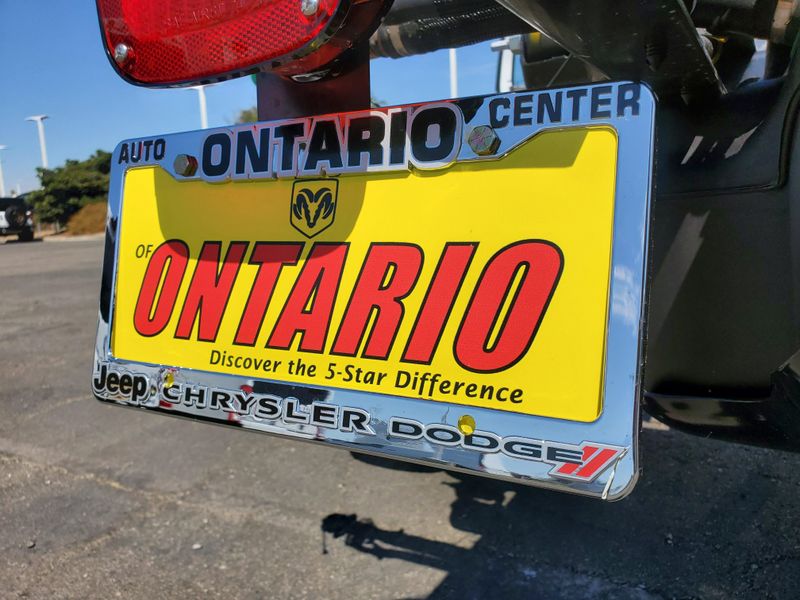 AUTO ONTARIO CENTER
OF ONTARIO
Discover the 5-Star Difference
Jeep CHRYSLER DODGE